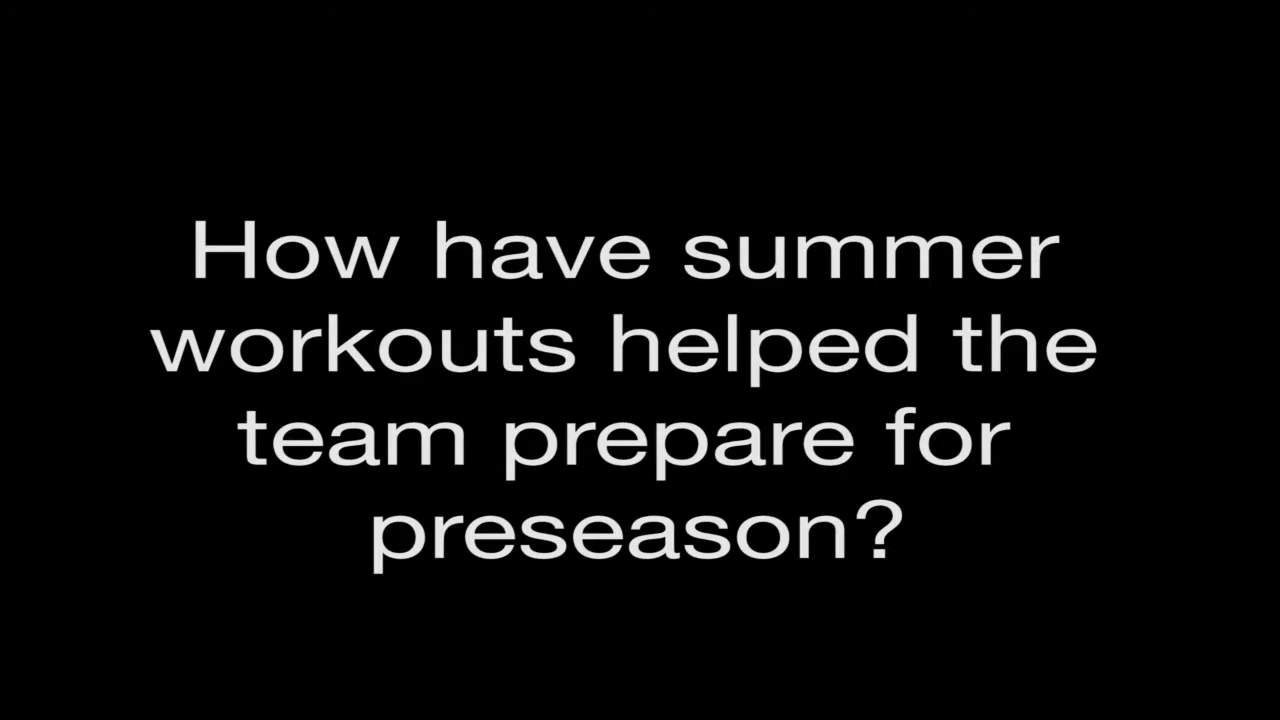 How have summer
workouts helped the
team prepare for
preseason?